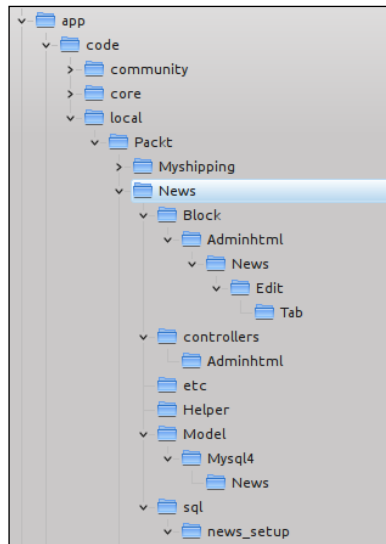 app
code
community
core
local
Packt
Myshipping
News
Block
Adminhtml
News
Edit
Tab
controllers
Adminhtml
etc
Helper
Model
Mysql4
News
sql
news_setup